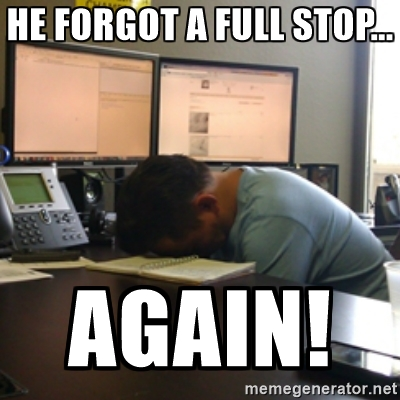 HE FORGOT A FULL STOP...
AGAIN!
memegenerator.net